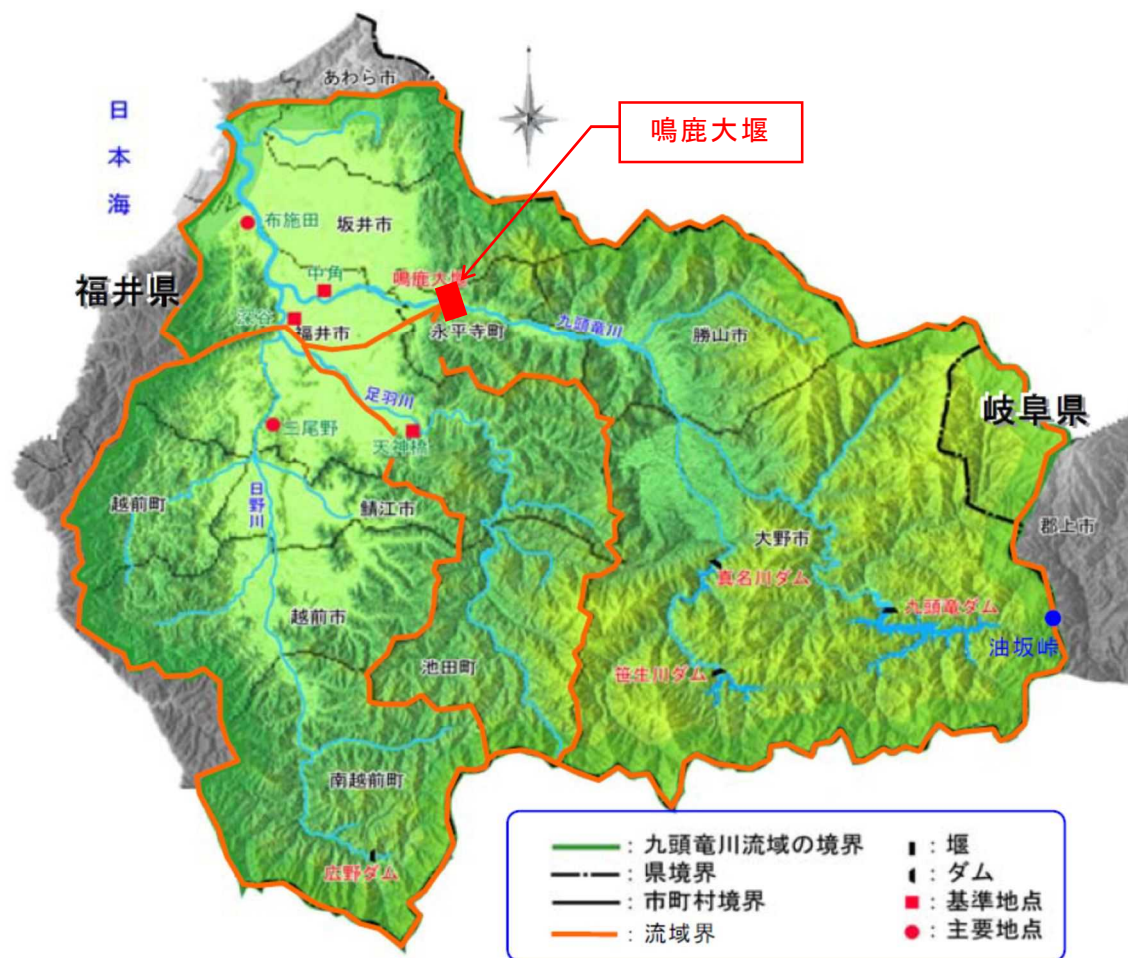 あわら市
日本海
鳴鹿大堰
布施田
坂井市
福井県
中角
鳴鹿大堰
深谷
福井市
永平寺町
九頭竜川
勝山市
岐阜県
足羽川
三尾野
天神橋
越前町
日野川
鯖江市
大野市
郡上市
真名川ダム
九頭竜ダム
越前市
油坂峠
池田町
笹生川ダム
南越前町
広野ダム
：九頭竜川流域の境界
：堰
：県境界
：ダム
：市町村境界
：基準地点
：流域界
：主要地点